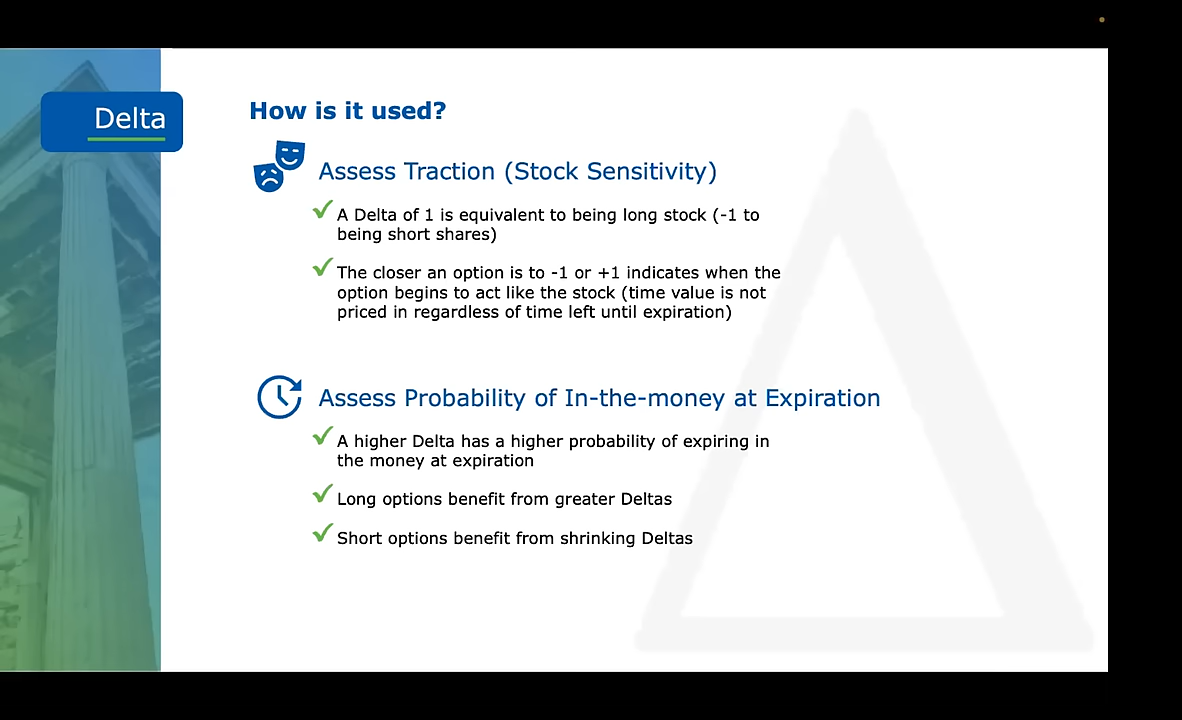 Delta
How is it used?
Assess Traction (Stock Sensitivity)
A Delta of 1 is equivalent to being long stock (-1 to
being short shares)
The closer an option is to -1 or +1 indicates when the
option begins to act like the stock (time value is not
priced in regardless of time left until expiration)
Assess Probability of In-the-money at Expiration
A higher Delta has a higher probability of expiring in
the money at expiration
Long options benefit from greater Deltas
Short options benefit from shrinking Deltas